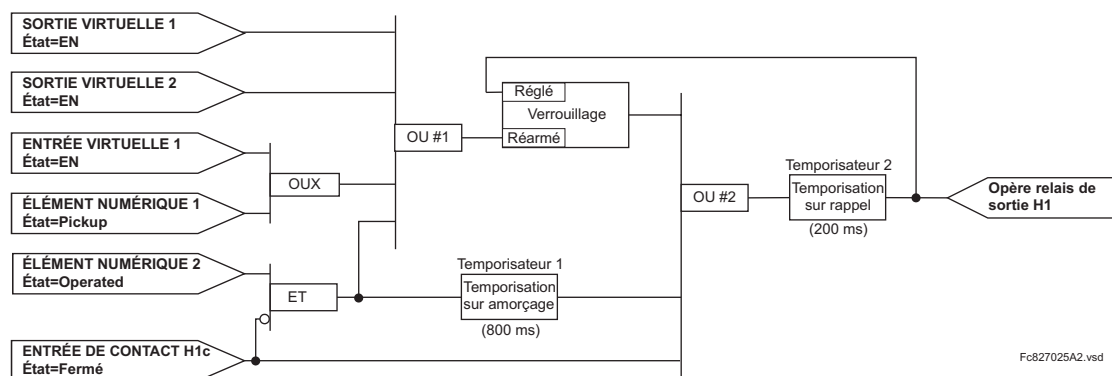 SORTIE VIRTUELLE 1
État=EN
SORTIE VIRTUELLE 2
État=EN
ENTRÉE VIRTUELLE 1
État=EN
ÉLÉMENT NUMÉRIQUE 1
État=Pickup
ÉLÉMENT NUMÉRIQUE 2
État=Operated
ENTRÉE DE CONTACT H1c
État=Fermé
OUX
ET
OU #1
Réglé
Verrouillage
Réarmé
Temporisateur 1
Temporisation
sur amorçage
(800 ms)
OU #2
Temporisateur 2
Temporisation
sur rappel
(200 ms)
Opère relais de
sortie H1
Fc827025A2.vsd